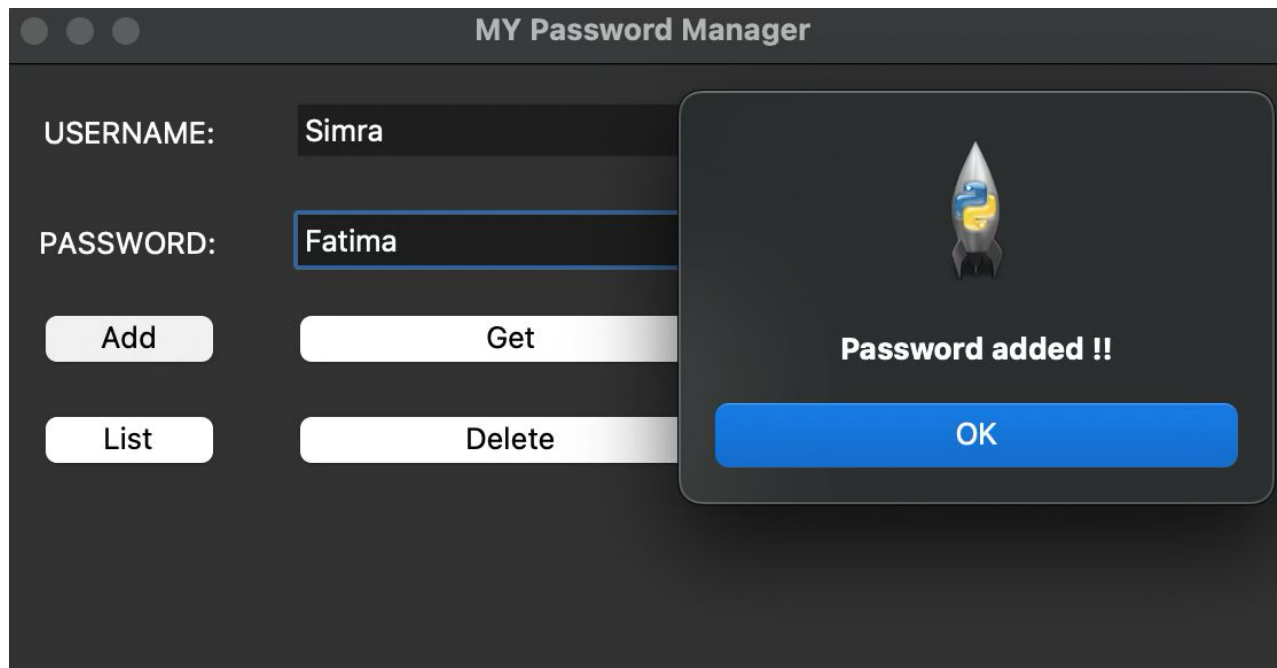 MY Password Manager
USERNAME: Simra
PASSWORD: Fatima
Add Get
List Delete
Password added !!
OK